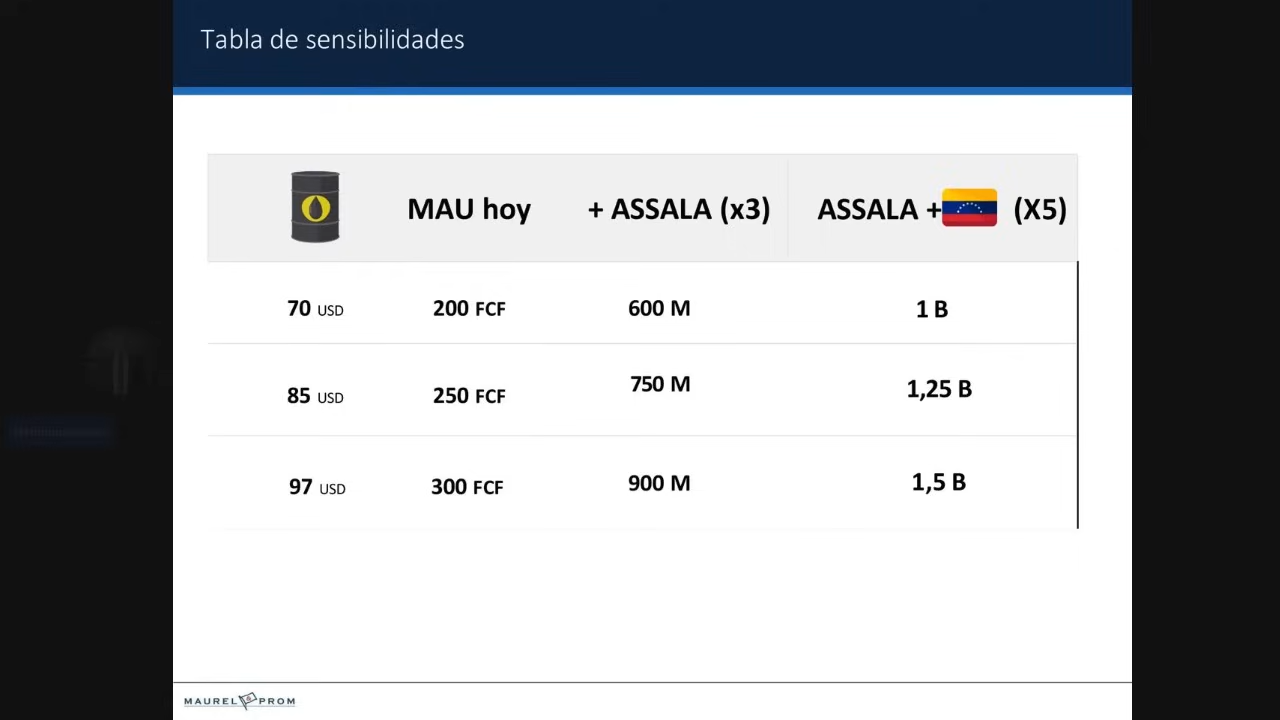 Tabla de sensibilidades
MAU hoy + ASSALA (x3) ASSALA + (X5)
70 USD 200 FCF 600 M 1 B
85 USD 250 FCF 750 M 1,25 B
97 USD 300 FCF 900 M 1,5 B
MAUREL PROM